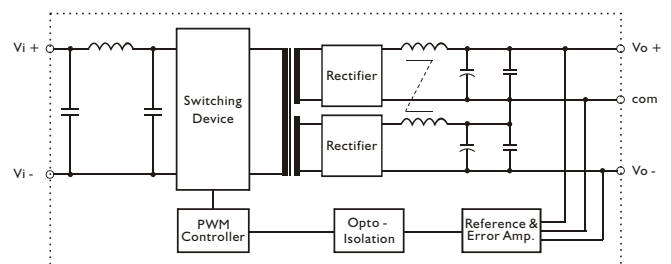 Vi +
Vo +
Rectifier
Switching
Device
com
Rectifier
Vi -
Vo -
PWM
Controller
Opto -
Isolation
Reference &
Error Amp.